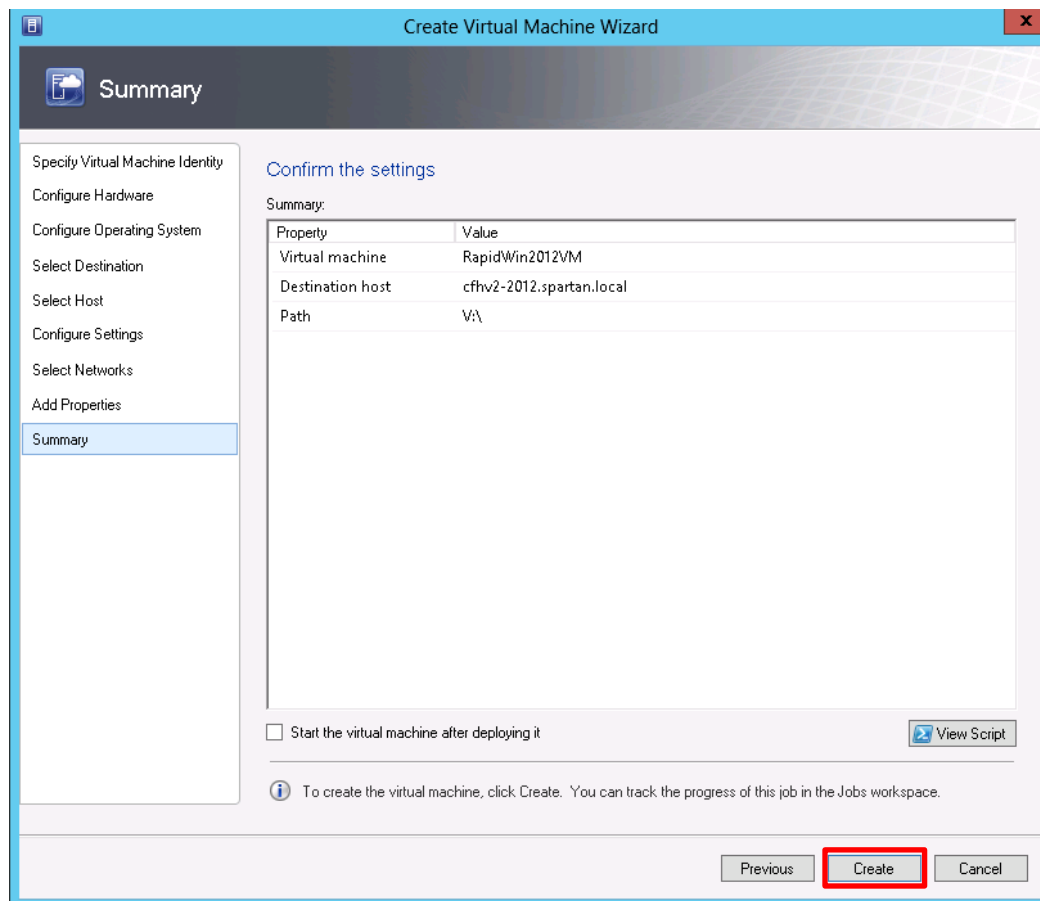 Create Virtual Machine Wizard
x
Summary
Specify Virtual Machine Identity
Configure Hardware
Configure Operating System
Select Destination
Select Host
Configure Settings
Select Networks
Add Properties
Summary
Confirm the settings
Summary:
Property Value
Virtual machine RapidWin2012VM
Destination host cfhv2-2012.spartan.local
Path V:\
Start the virtual machine after deploying it
View Script
To create the virtual machine, click Create. You can track the progress of this job in the Jobs workspace.
Previous Create Cancel